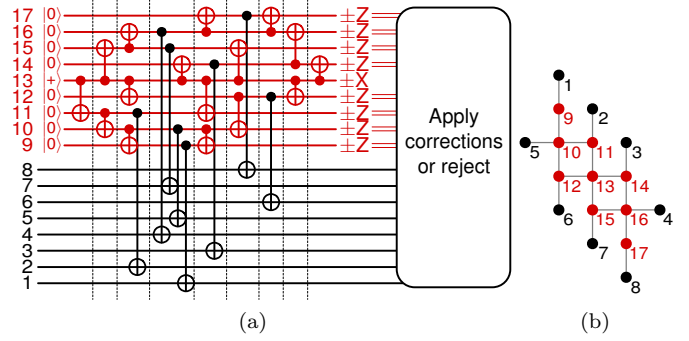 17 |0⟩ ±Z
16 |0⟩ ±Z
15 |0⟩ ±Z
14 |0⟩ ±Z
13 |+⟩ ±X
12 |0⟩ ±Z
11 |0⟩ ±Z
10 |0⟩ ±Z
9 |0⟩ ±Z
8
7
6
5
4
3
2
1
Apply
corrections
or reject
1
9 2
5 10 11 3
12 13 14
6 15 16 4
7 17
8
(a) (b)